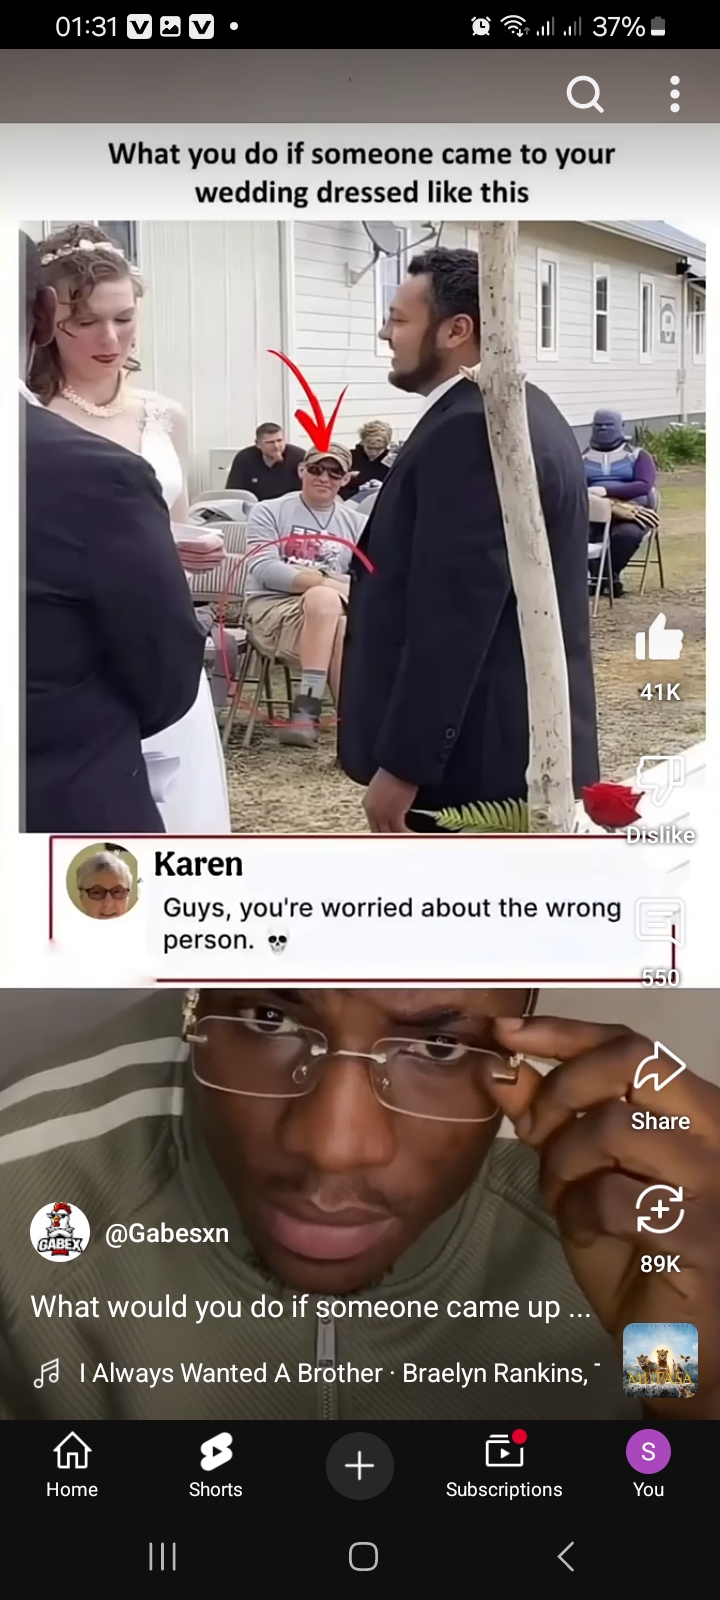 01:31
37%
What you do if someone came to your
wedding dressed like this
41K
Dislike
Karen
Guys, you're worried about the wrong
person. 💀
550
Share
GABEX
@Gabesxn
89K
What would you do if someone came up ...
I Always Wanted A Brother · Braelyn Rankins,
MUFASA
Home
Shorts
Subscriptions
S
You